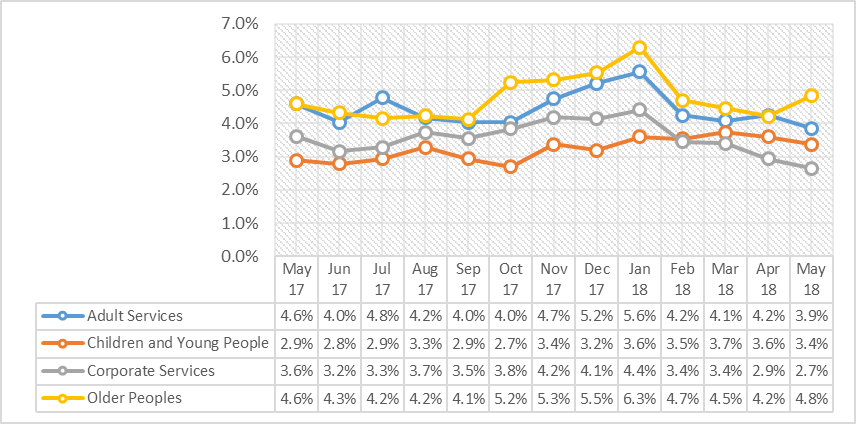 7.0%
6.0%
5.0%
4.0%
3.0%
2.0%
1.0%
0.0%
May Jun Jul Aug Sep Oct Nov Dec Jan Feb Mar Apr May
17 17 17 17 17 17 17 17 18 18 18 18 18
Adult Services 4.6% 4.0% 4.8% 4.2% 4.0% 4.0% 4.7% 5.2% 5.6% 4.2% 4.1% 4.2% 3.9%
Children and Young People 2.9% 2.8% 2.9% 3.3% 2.9% 2.7% 3.4% 3.2% 3.6% 3.5% 3.7% 3.6% 3.4%
Corporate Services 3.6% 3.2% 3.3% 3.7% 3.5% 3.8% 4.2% 4.1% 4.4% 3.4% 3.4% 2.9% 2.7%
Older Peoples 4.6% 4.3% 4.2% 4.2% 4.1% 5.2% 5.3% 5.5% 6.3% 4.7% 4.5% 4.2% 4.8%